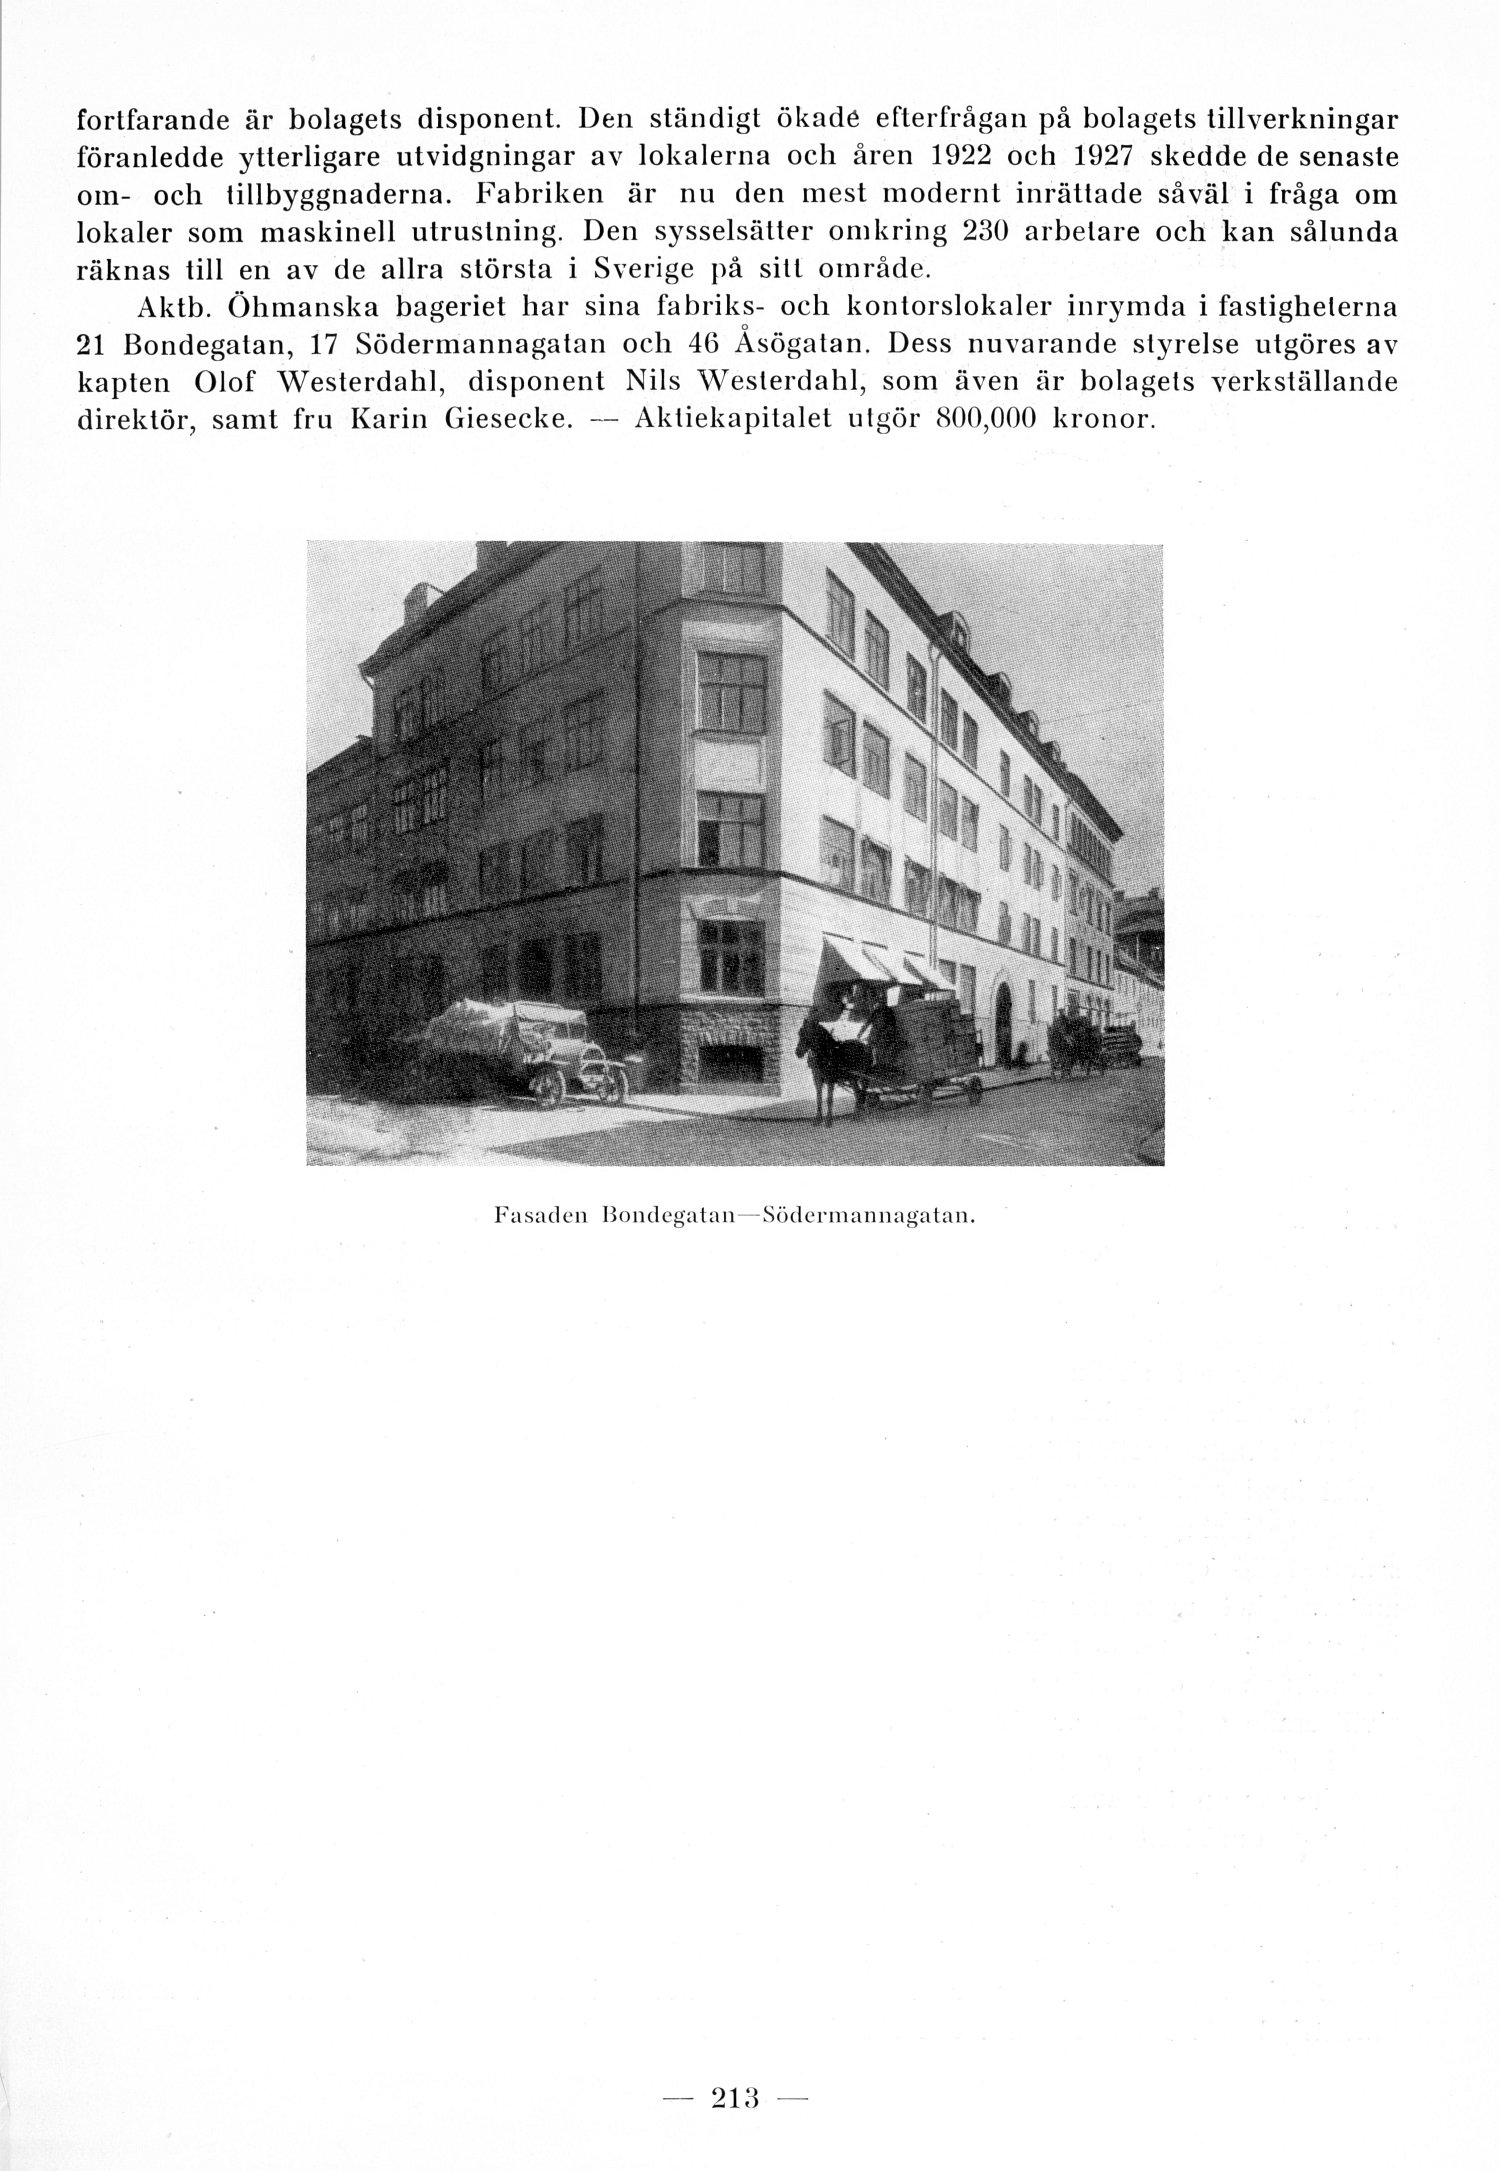 fortfarande är bolagets disponent. Den ständigt ökade efterfrågan på bolagets tillverkningar
föranledde ytterligare utvidgningar av lokalerna och åren 1922 och 1927 skedde de senaste
om- och tillbyggnaderna. Fabriken är nu den mest modernt inrättade såväl i fråga om
lokaler som maskinell utrustning. Den sysselsätter omkring 230 arbetare och kan sålunda
räknas till en av de allra största i Sverige på sitt område.
Aktb. Öhmanska bageriet har sina fabriks- och kontorslokaler inrymda i fastigheterna
21 Bondegatan, 17 Södermannagatan och 46 Åsögatan. Dess nuvarande styrelse utgöres av
kapten Olof Westerdahl, disponent Nils Westerdahl, som även är bolagets verkställande
direktör, samt fru Karin Giesecke. — Aktiekapitalet utgör 800,000 kronor.
Fasaden Bondegatan—Södermannagatan.
— 213 —